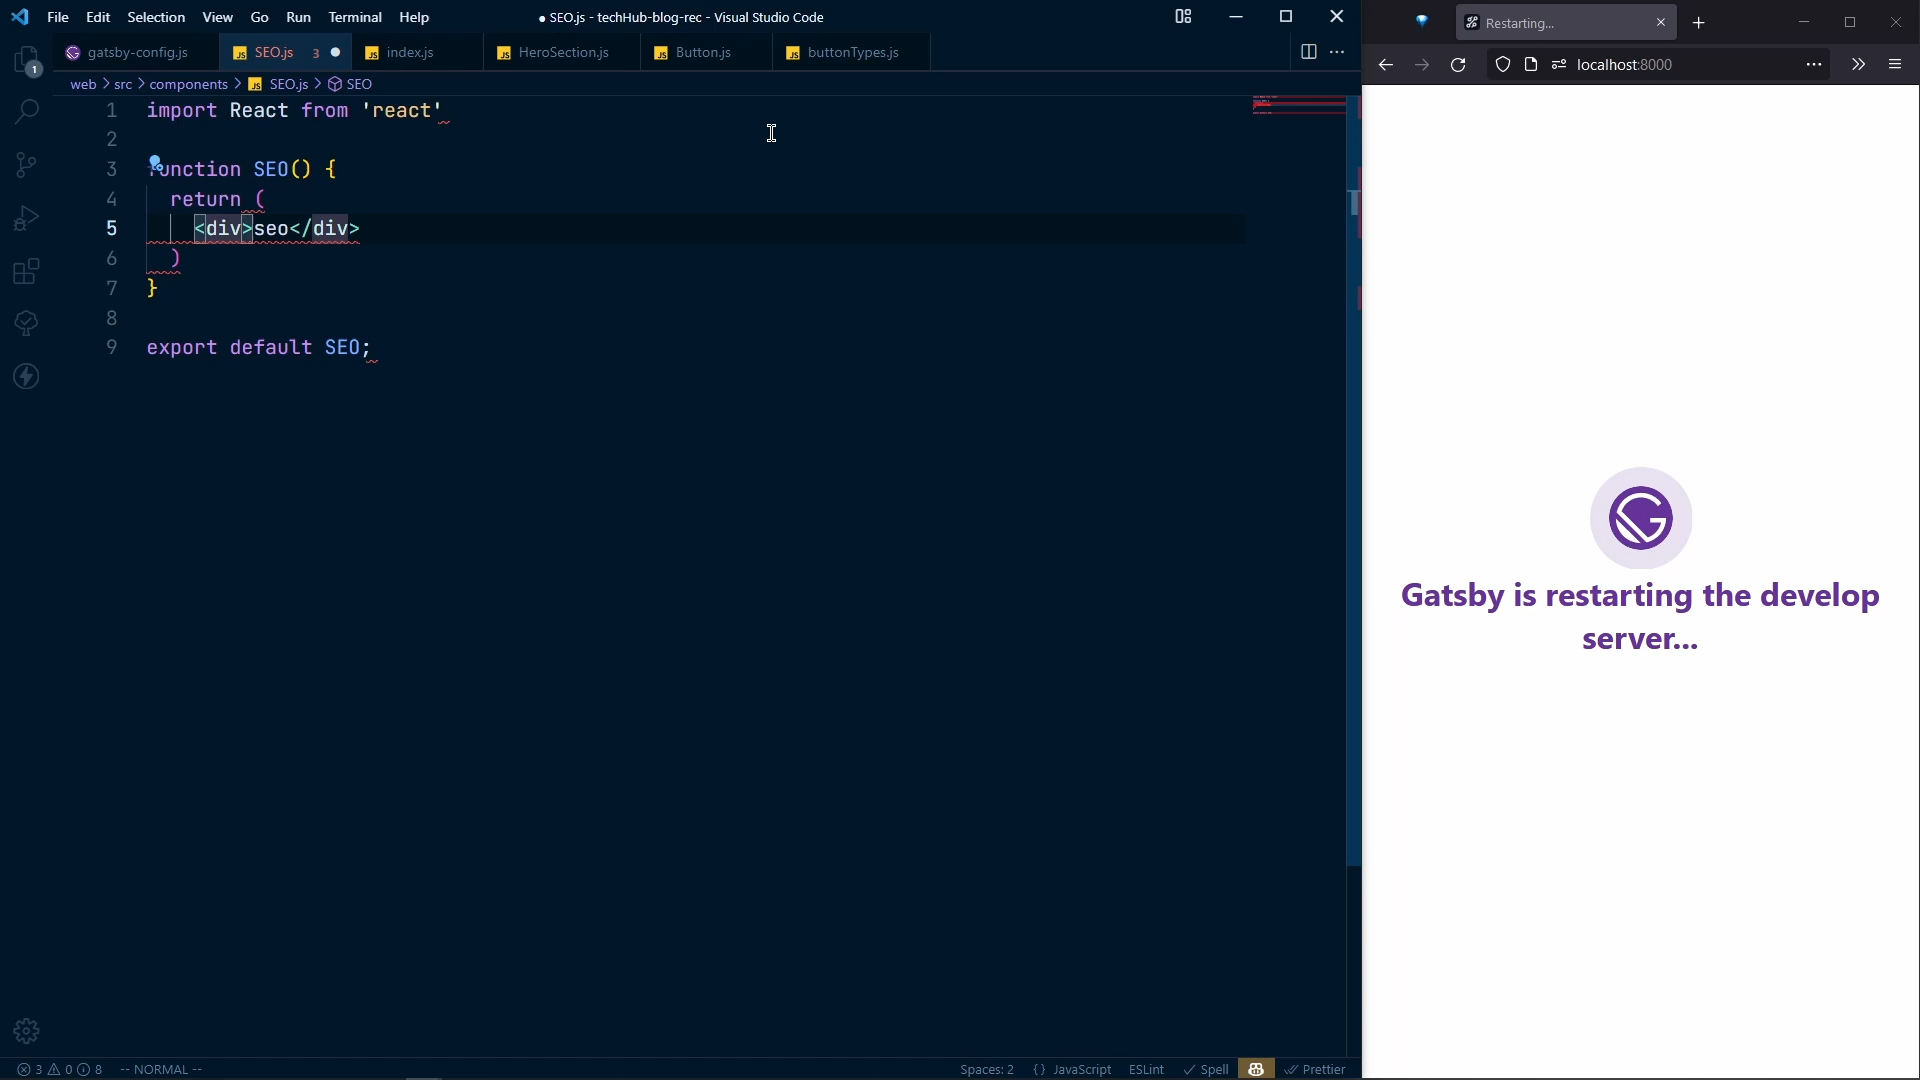 File Edit Selection View Go Run Terminal Help
● SEO.js - techHub-blog-rec - Visual Studio Code
gatsby-config.js
SEO.js 3
index.js
HeroSection.js
Button.js
buttonTypes.js
web > src > components > SEO.js > SEO
1 import React from 'react'
2
3 function SEO() {
4 return (
5 <div>seo</div>
6 )
7 }
8
9 export default SEO;
1
3 0 8 -- NORMAL --
Spaces: 2 {} JavaScript ESLint Spell Prettier
Restarting...
localhost:8000
Gatsby is restarting the develop
server...